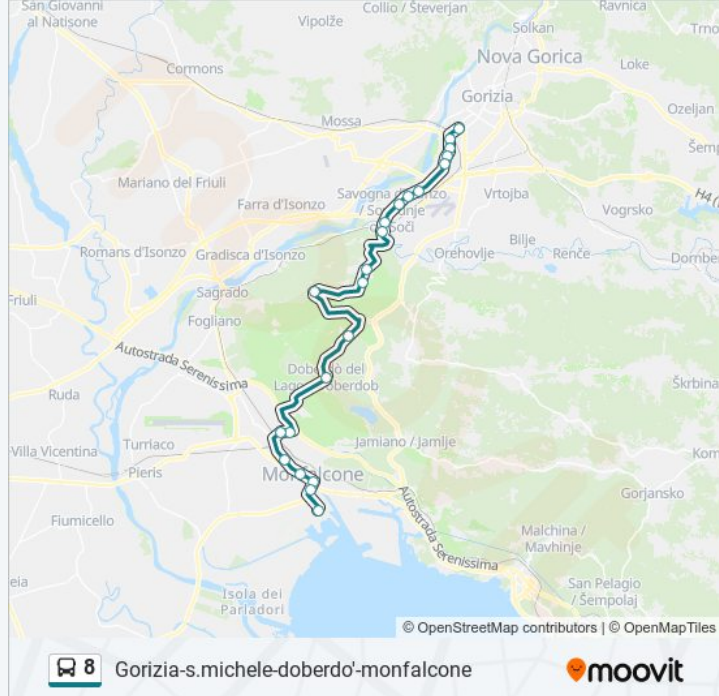 San Giovanni
al Natisone
Vipolže
Collio / Števerjan
Ravnica
Solkan
Trno
Nova Gorica
Loke
Cormons
Gorizia
Ozeljan
Mossa
Šemp
Mariano del Friuli
Savogna d'Isonzo
/ Sovodnje
ob Soči
Vrtojba
H4 (
Farra d'Isonzo
Vogrsko
Bille
Romans d'Isonzo
Gradisca d'Isonzo
Orehovlje
Renče
Dombe
Sagrado
Friuli
Fogliano
Autostrada Serenissima
Doberdò del
Lago / Doberdob
Škrbina
Ruda
Villa Vicentina
Turriaco
Jamiano / Jamlje
Kom
Pieris
Monfalcone
Gorjansko
Fiumicello
Autostrada Serenissima
Malchina /
Mavhinje
eia
Isola dei
Parladori
San Pelagio
/ Šempolaj
© OpenStreetMap contributors | © OpenMapTiles
8 Gorizia-s.michele-doberdo'-monfalcone
moovit